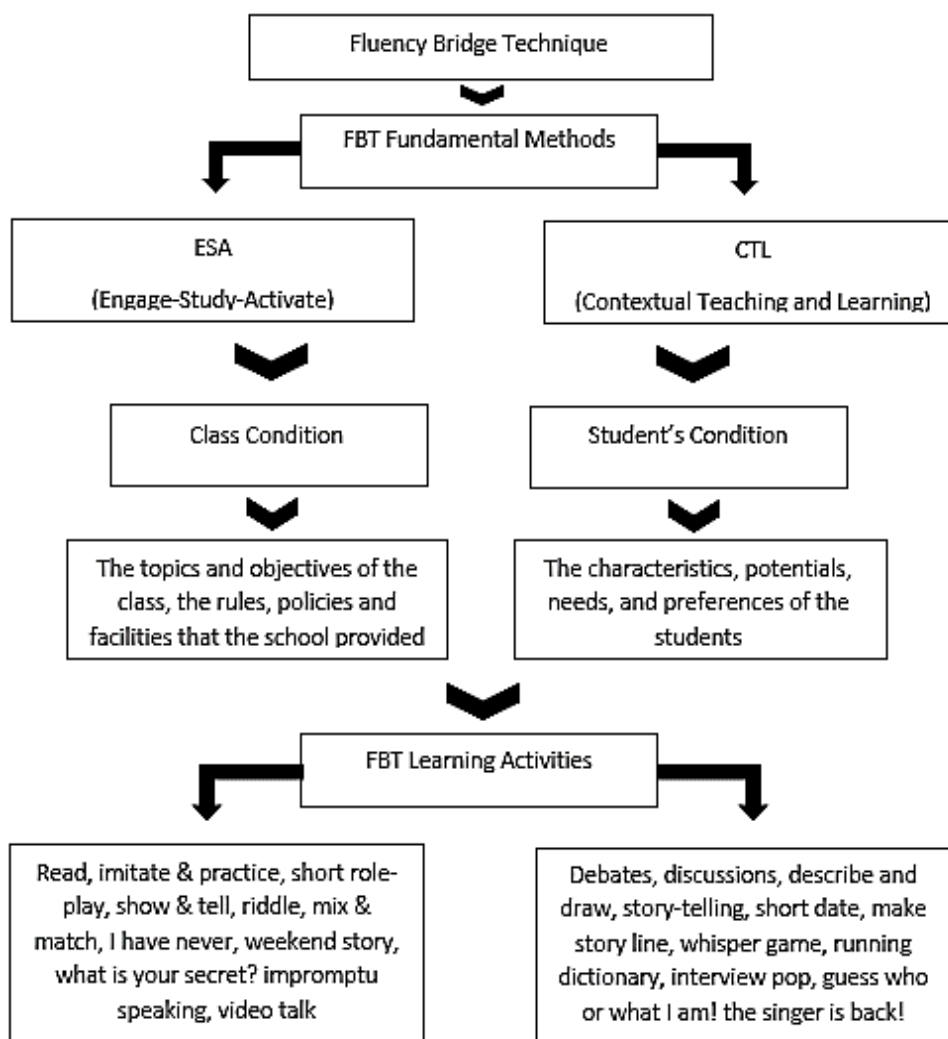 Fluency Bridge Technique
FBT Fundamental Methods
ESA
(Engage-Study-Activate)
CTL
(Contextual Teaching and Learning)
Class Condition
Student's Condition
The topics and objectives of the
class, the rules, policies and
facilities that the school provided
The characteristics, potentials,
needs, and preferences of the
students
FBT Learning Activities
Read, imitate & practice, short role-
play, show & tell, riddle, mix &
match, I have never, weekend story,
what is your secret? impromptu
speaking, video talk
Debates, discussions, describe and
draw, story-telling, short date, make
story line, whisper game, running
dictionary, interview pop, guess who
or what I am! the singer is back!